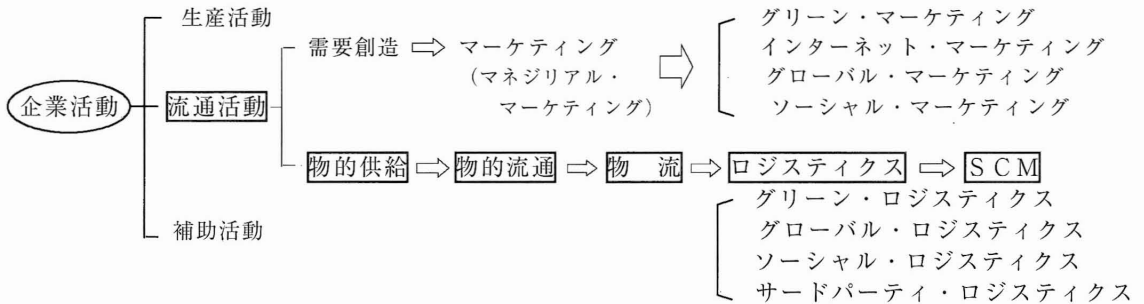 生産活動
グリーン・マーケティング
需要創造 ⇨ マーケティング ⇨ インターネット・マーケティング
(マネジリアル・ グローバル・マーケティング
企業活動 流通活動 マーケティング) ソーシャル・マーケティング
物的供給 ⇨ 物的流通 ⇨ 物 流 ⇨ ロジスティクス ⇨ SCM
グリーン・ロジスティクス
補助活動 グローバル・ロジスティクス
ソーシャル・ロジスティクス
サードパーティ・ロジスティクス